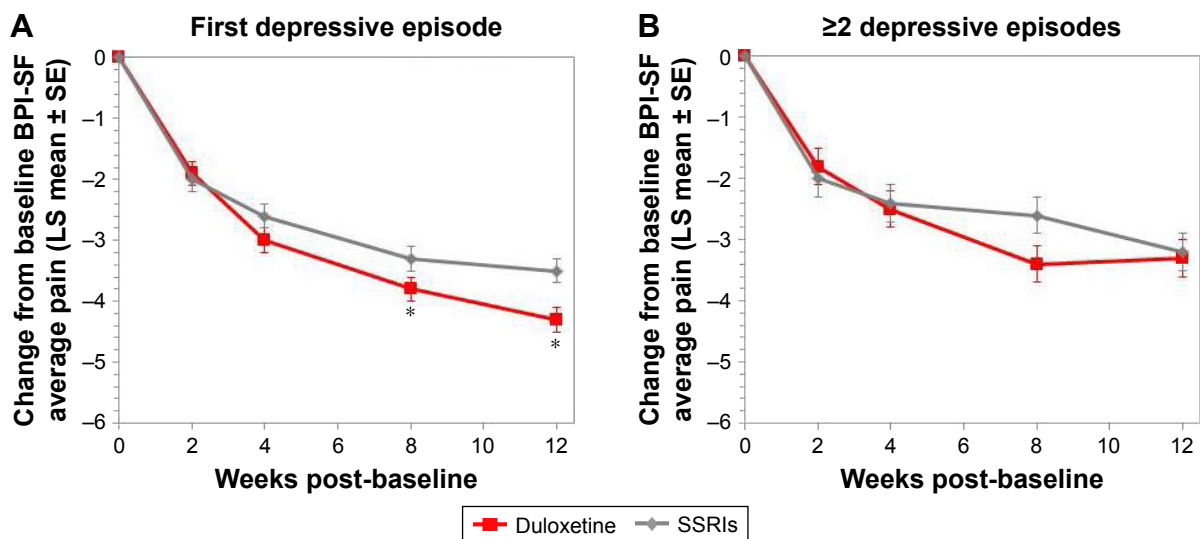 A
First depressive episode
Change from baseline BPI-SF
average pain (LS mean ± SE)
0
–1
–2
–3
–4
–5
–6
*
*
0
2
4
6
8
10
12
Weeks post-baseline
B
≥2 depressive episodes
Change from baseline BPI-SF
average pain (LS mean ± SE)
0
–1
–2
–3
–4
–5
–6
0
2
4
6
8
10
12
Weeks post-baseline
Duloxetine
SSRIs